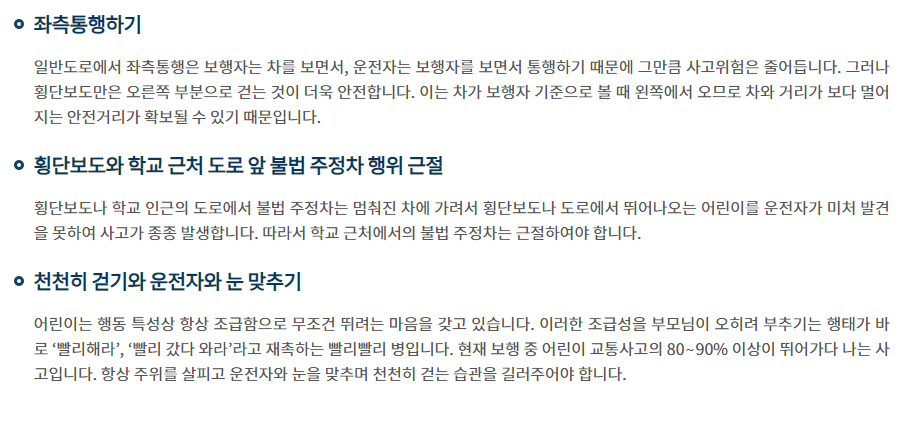 좌측통행하기
일반도로에서 좌측통행은 보행자는 차를 보면서, 운전자는 보행자를 보면서 통행하기 때문에 그만큼 사고위험은 줄어듭니다. 그러나
횡단보도만은 오른쪽 부분으로 걷는 것이 더욱 안전합니다. 이는 차가 보행자 기준으로 볼 때 왼쪽에서 오므로 차와 거리가 보다 멀어
지는 안전거리가 확보될 수 있기 때문입니다.
횡단보도와 학교 근처 도로 앞 불법 주정차 행위 근절
횡단보도나 학교 인근의 도로에서 불법 주정차는 멈춰진 차에 가려서 횡단보도나 도로에서 뛰어나오는 어린이를 운전자가 미처 발견
을 못하여 사고가 종종 발생합니다. 따라서 학교 근처에서의 불법 주정차는 근절하여야 합니다.
천천히 걷기와 운전자와 눈 맞추기
어린이는 행동 특성상 항상 조급함으로 무조건 뛰려는 마음을 갖고 있습니다. 이러한 조급성을 부모님이 오히려 부추기는 행태가 바
로 ‘빨리해라’, ‘빨리 갔다 와라’라고 재촉하는 빨리빨리 병입니다. 현재 보행 중 어린이 교통사고의 80~90% 이상이 뛰어가다 나는 사
고입니다. 항상 주위를 살피고 운전자와 눈을 맞추며 천천히 걷는 습관을 길러주어야 합니다.